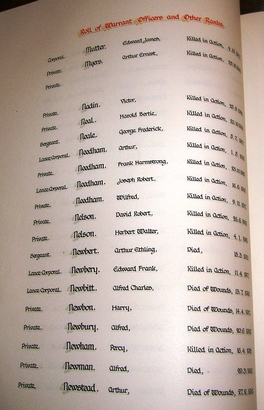 Roll of Warrant Officers and Other Ranks.
Corporal. Mutter. Edward James, Killed in Action,
Private. Myers. Arthur Ernest, Killed in Action,
Private.
Private. Nadin. Victor, Killed in Action,
Private. Neal. Harold Bertie, Killed in Action,
Sergeant. Neale. George Frederick, Killed in Action,
Lance Corporal. Needham. Arthur, Killed in Action,
Private. Needham. Frank Harmstrong, Killed in Action,
Lance Corporal. Needham. Joseph Robert, Killed in Action,
Private. Needham. Wilfred, Killed in Action,
Private. Nelson. David Robert, Killed in Action,
Private. Nelson. Herbert Walter, Killed in Action,
Sergeant. Newbert. Arthur Ethling, Died,
Lance Corporal. Newbery. Edward Frank, Killed in Action,
Lance Corporal. Newbitt. Alfred Charles, Died of Wounds,
Private. Newbon. Harry, Died of Wounds,
Private. Newbury. Alfred, Died of Wounds,
Private. Newham. Percy, Killed in Action,
Private. Newman. Alfred, Died,
Private. Newstead. Arthur, Died of Wounds,